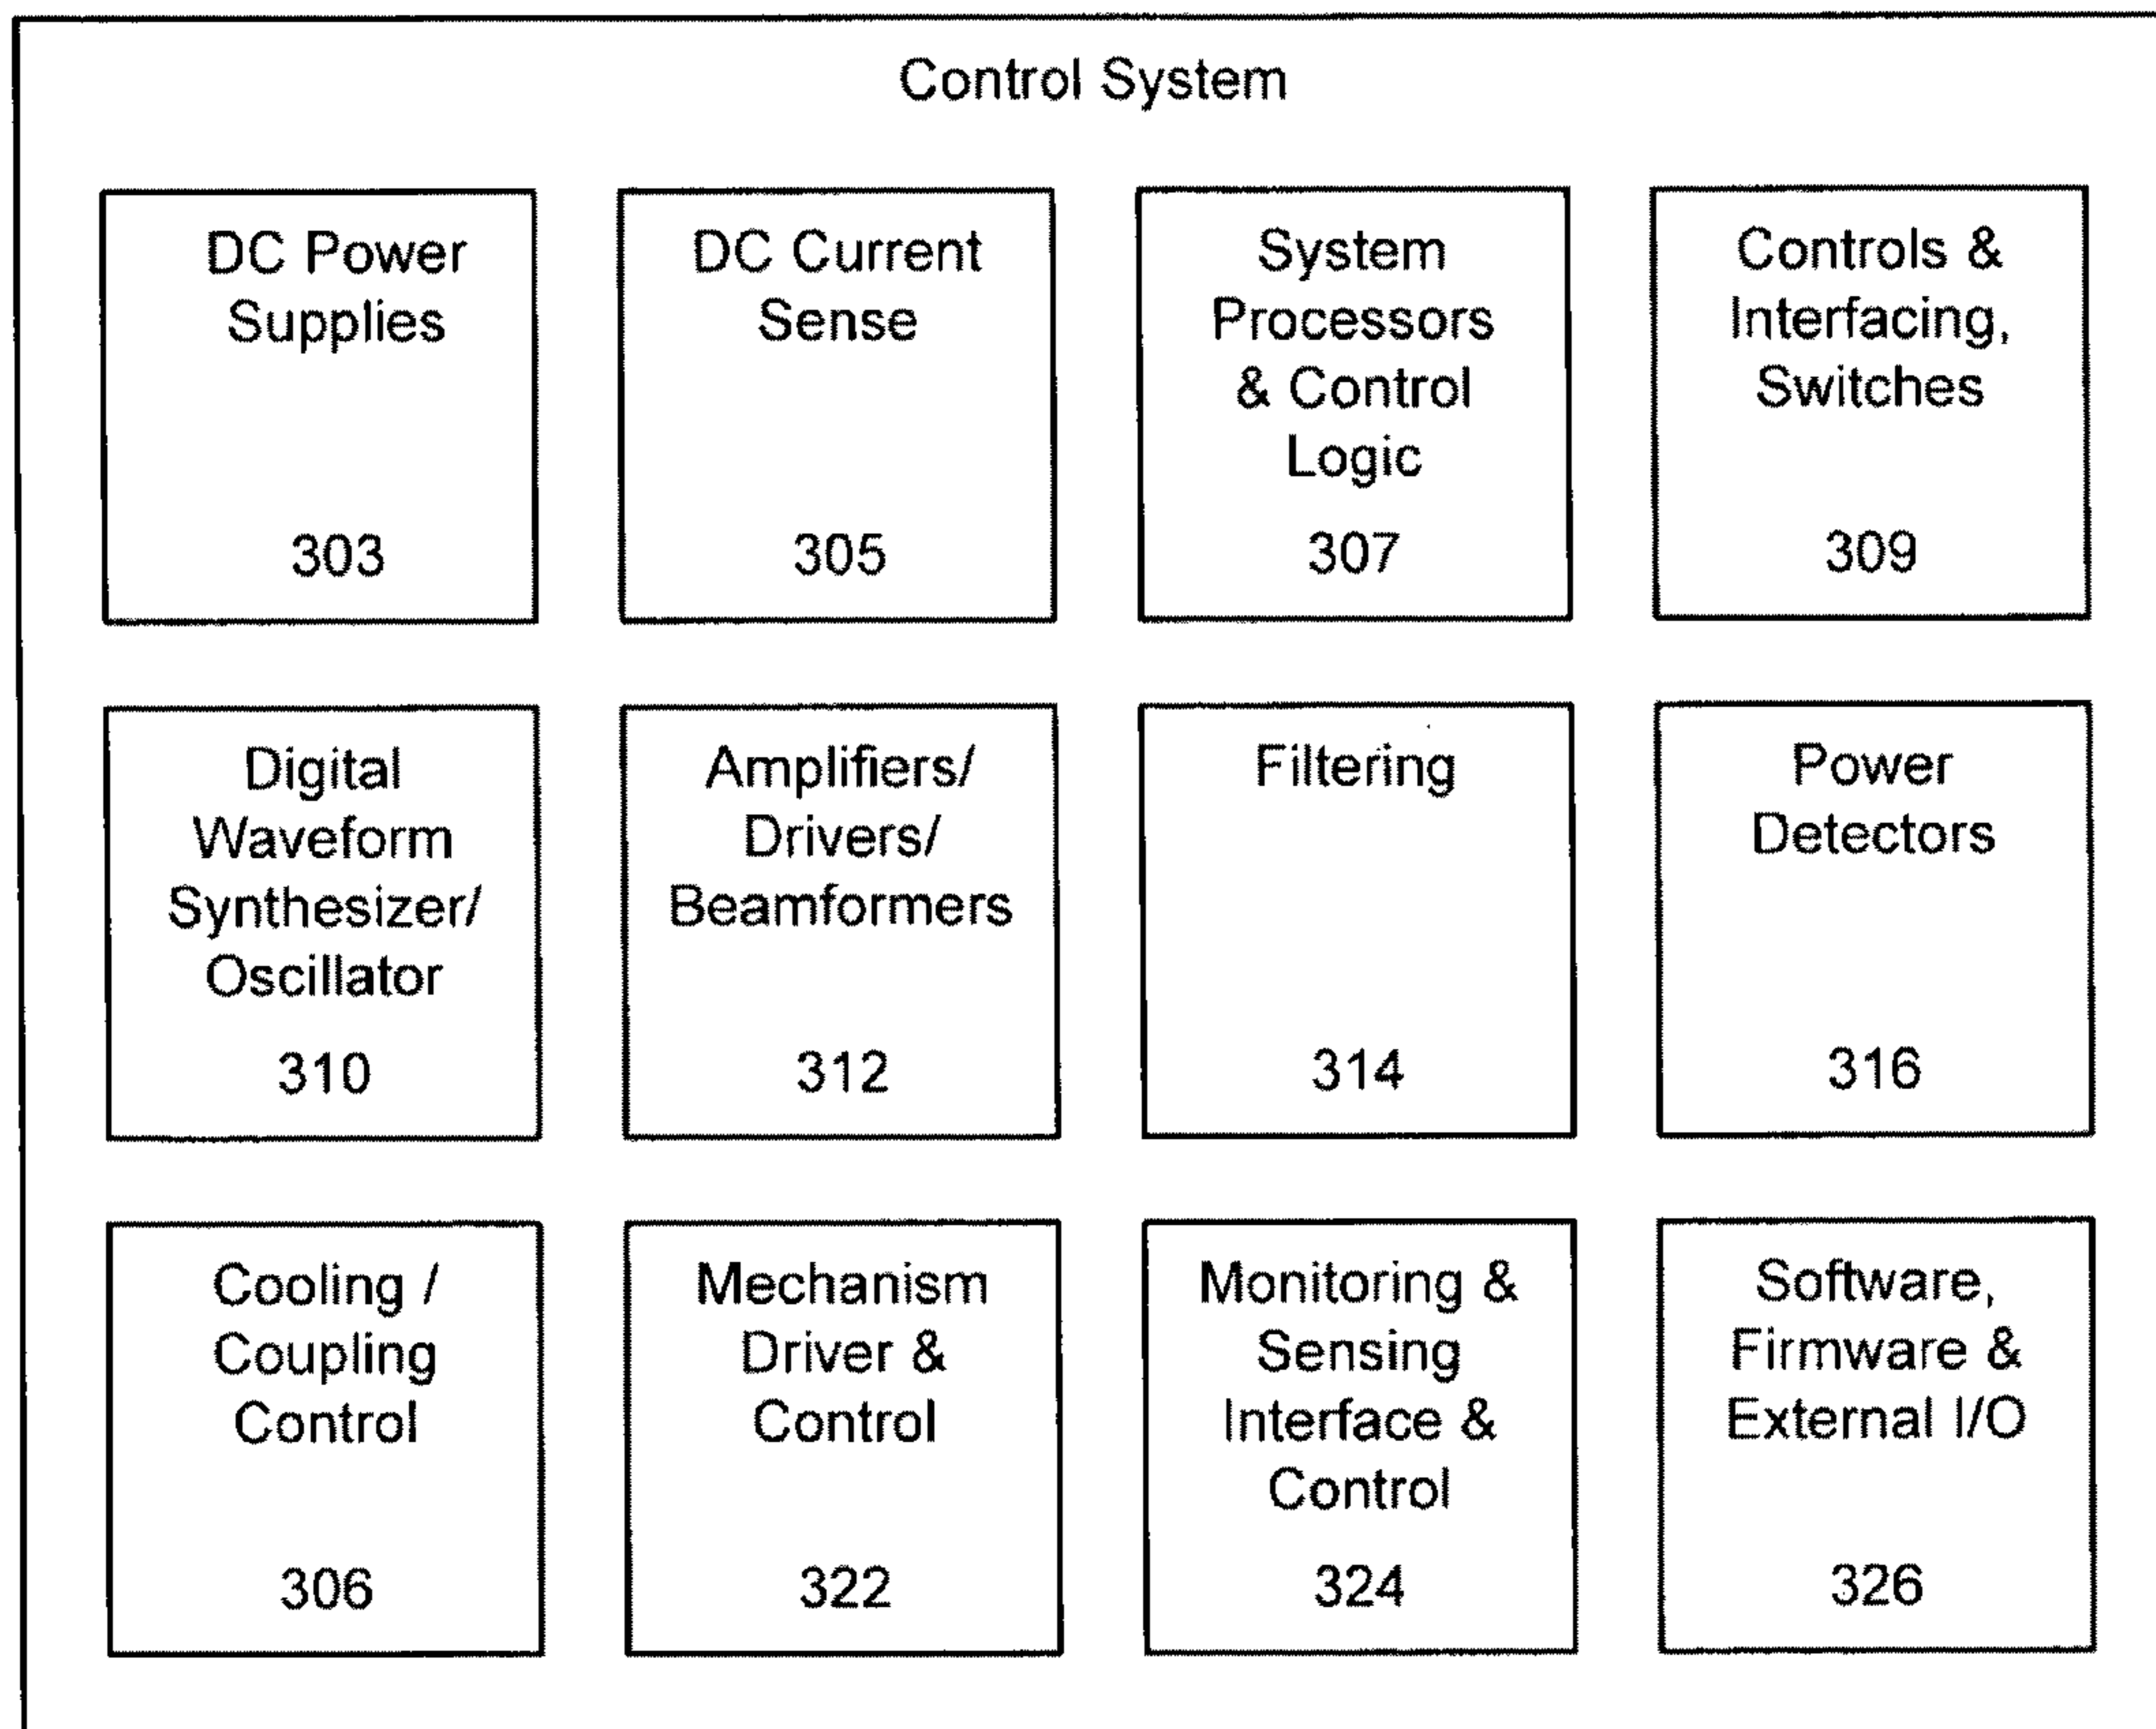 Control System
DC Power
Supplies
303
DC Current
Sense
305
System
Processors
& Control
Logic
307
Controls &
Interfacing,
Switches
309
Digital
Waveform
Synthesizer/
Oscillator
310
Amplifiers/
Drivers/
Beamformers
312
Filtering
314
Power
Detectors
316
Cooling /
Coupling
Control
306
Mechanism
Driver &
Control
322
Monitoring &
Sensing
Interface &
Control
324
Software,
Firmware &
External I/O
326